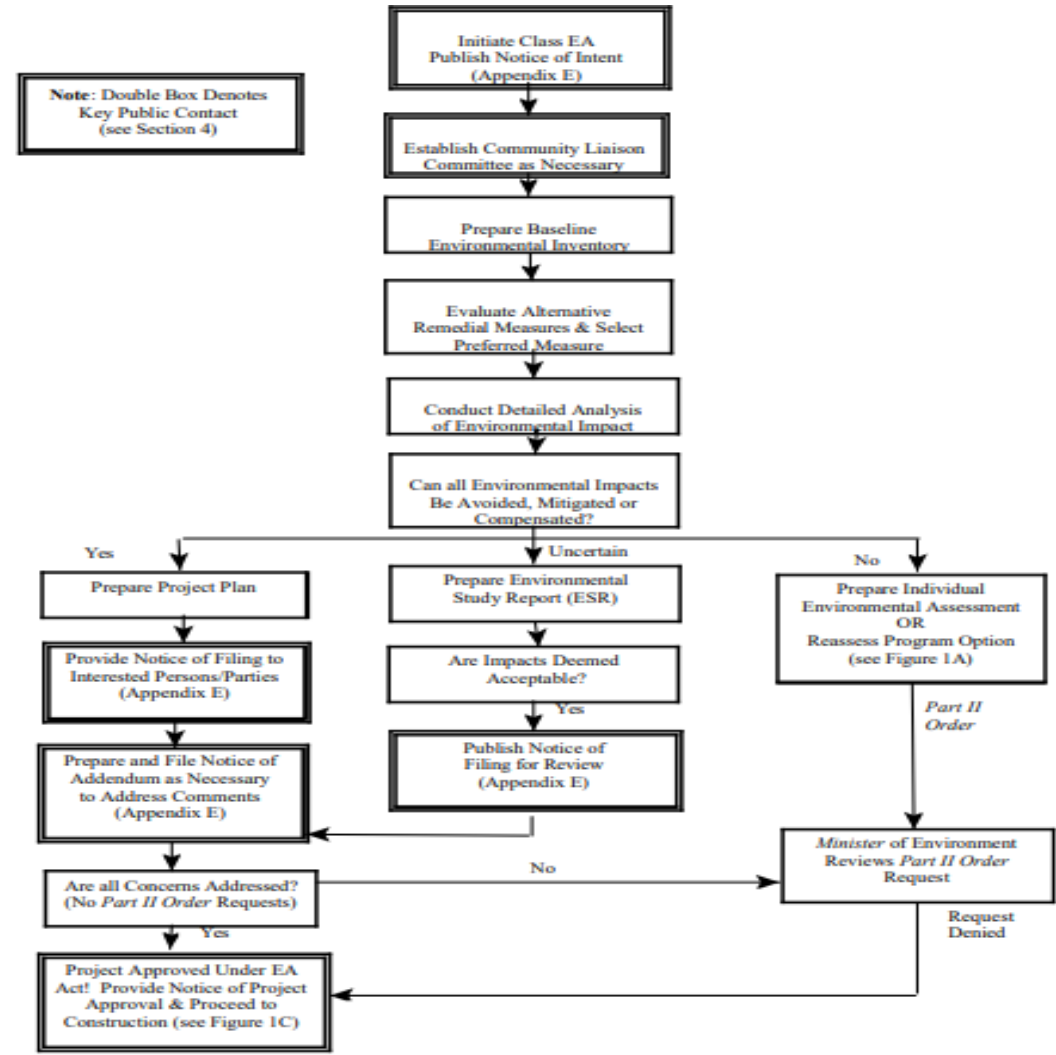 Initiate Class EA
Publish Notice of Intent
(Appendix E)
Note: Double Box Denotes
Key Public Contact
(see Section 4)
Establish Community Liaison
Committee as Necessary
Prepare Baseline
Environmental Inventory
Evaluate Alternative
Remedial Measures & Select
Preferred Measure
Conduct Detailed Analysis
of Environmental Impact
Can all Environmental Impacts
Be Avoided, Mitigated or
Compensated?
Yes
Uncertain
No
Prepare Project Plan
Prepare Environmental
Study Report (ESR)
Prepare Individual
Environmental Assessment
OR
Reassess Program Option
(see Figure 1A)
Provide Notice of Filing to
Interested Persons/Parties
(Appendix E)
Are Impacts Deemed
Acceptable?
Yes
Part II
Order
Prepare and File Notice of
Addendum as Necessary
to Address Comments
(Appendix E)
Publish Notice of
Filing for Review
(Appendix E)
Minister of Environment
Reviews Part II Order
Request
Are all Concerns Addressed?
(No Part II Order Requests)
No
Yes
Request
Denied
Project Approved Under EA
Act! Provide Notice of Project
Approval & Proceed to
Construction (see Figure 1C)